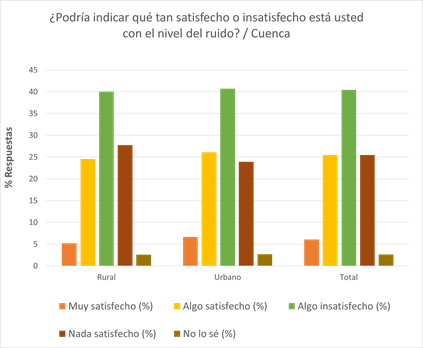 ¿Podría indicar qué tan satisfecho o insatisfecho está usted
con el nivel del ruido? / Cuenca
% Respuestas
45
40
35
30
25
20
15
10
5
0
Rural Urbano Total
Muy satisfecho (%) Algo satisfecho (%) Algo insatisfecho (%)
Nada satisfecho (%) No lo sé (%)